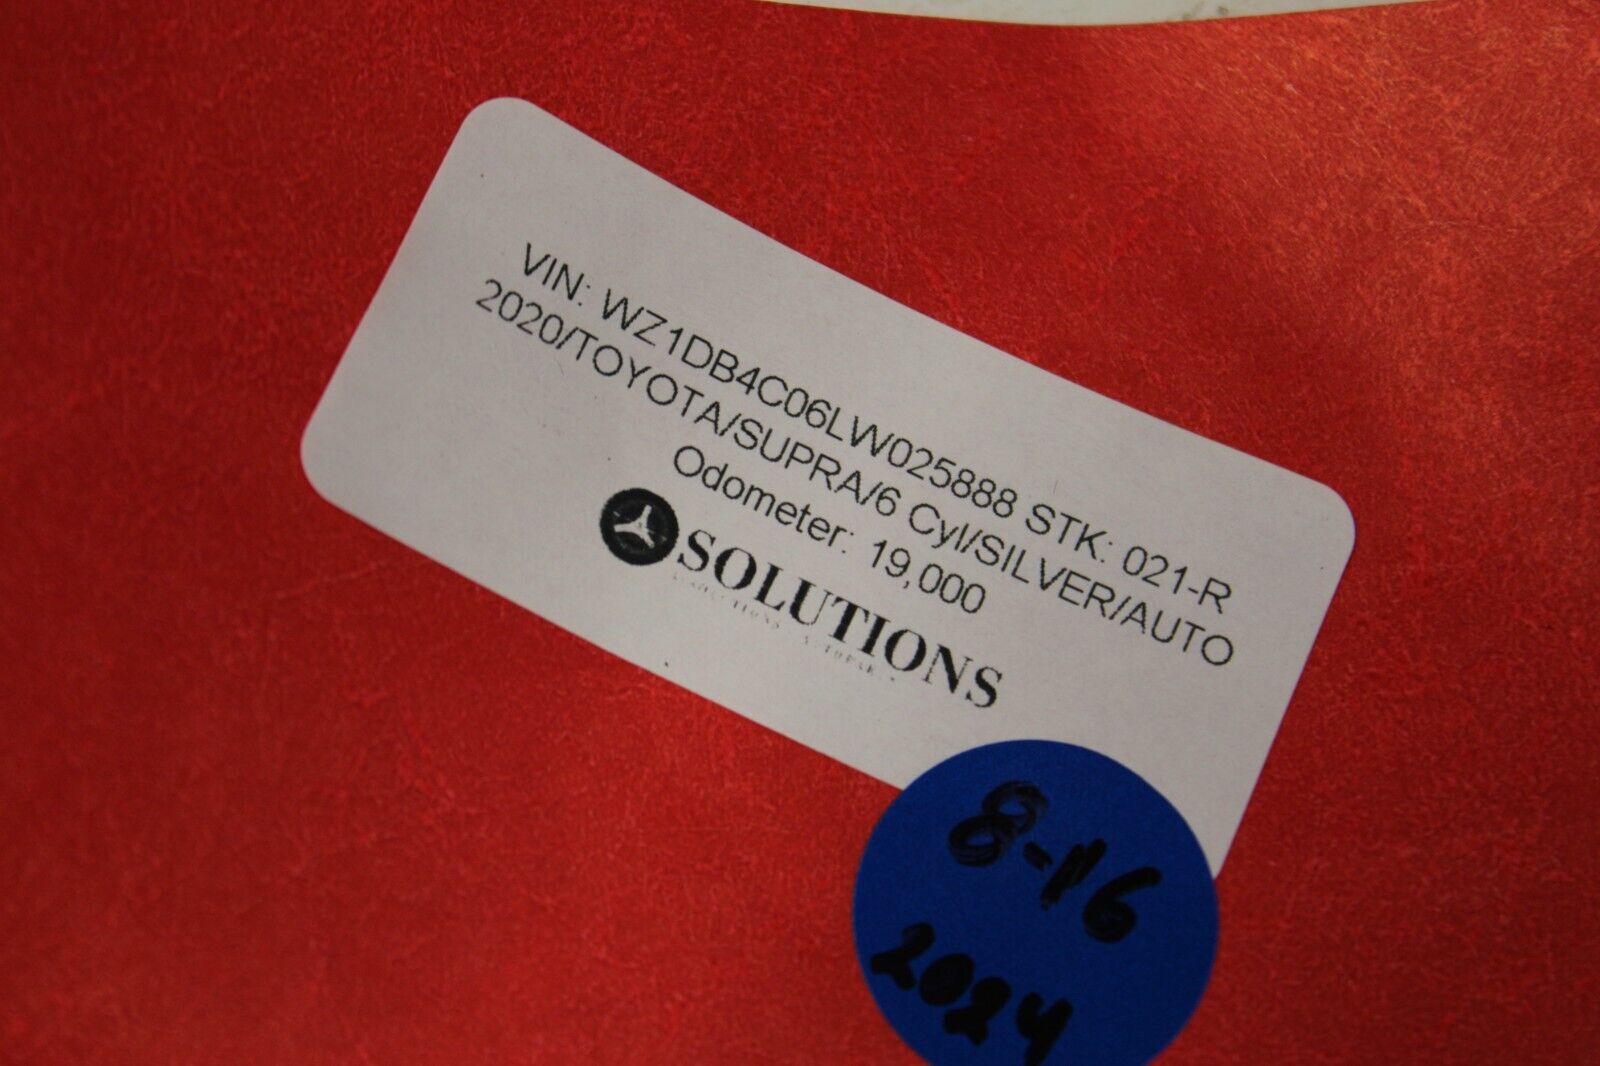 VIN: WZ1DB4C06LW025888 STK: 021-R
2020/TOYOTA/SUPRA/6 Cyl/SILVER/AUTO
Odometer: 19,000
SOLUTIONS
8-16
2024